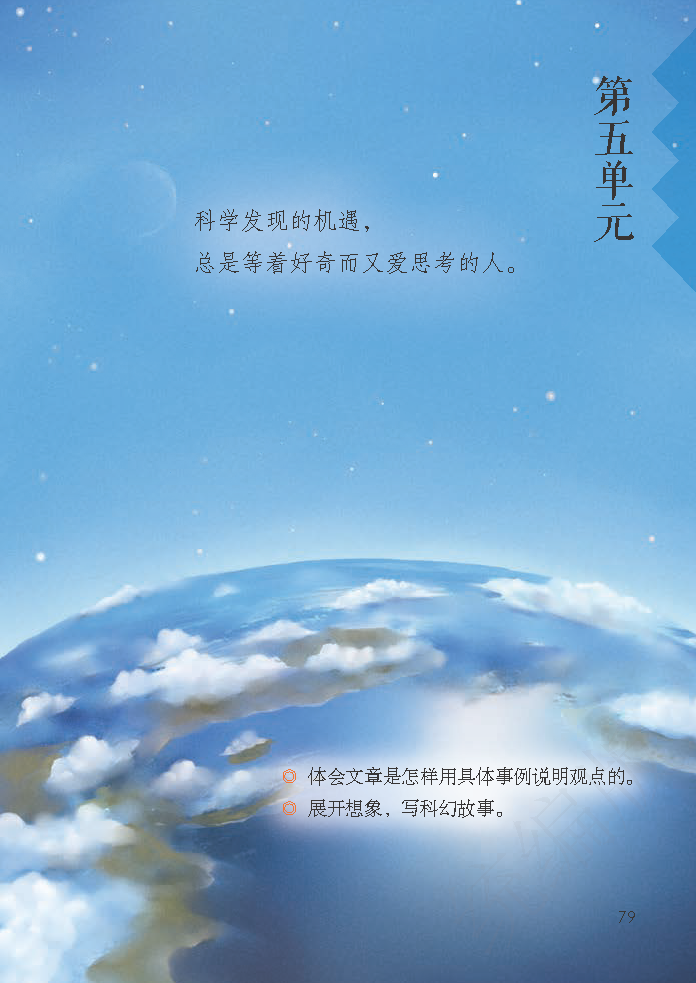 第五单元
科学发现的机遇，
总是等着好奇而又爱思考的人。
◎ 体会文章是怎样用具体事例说明观点的。
◎ 展开想象，写科幻故事。
79